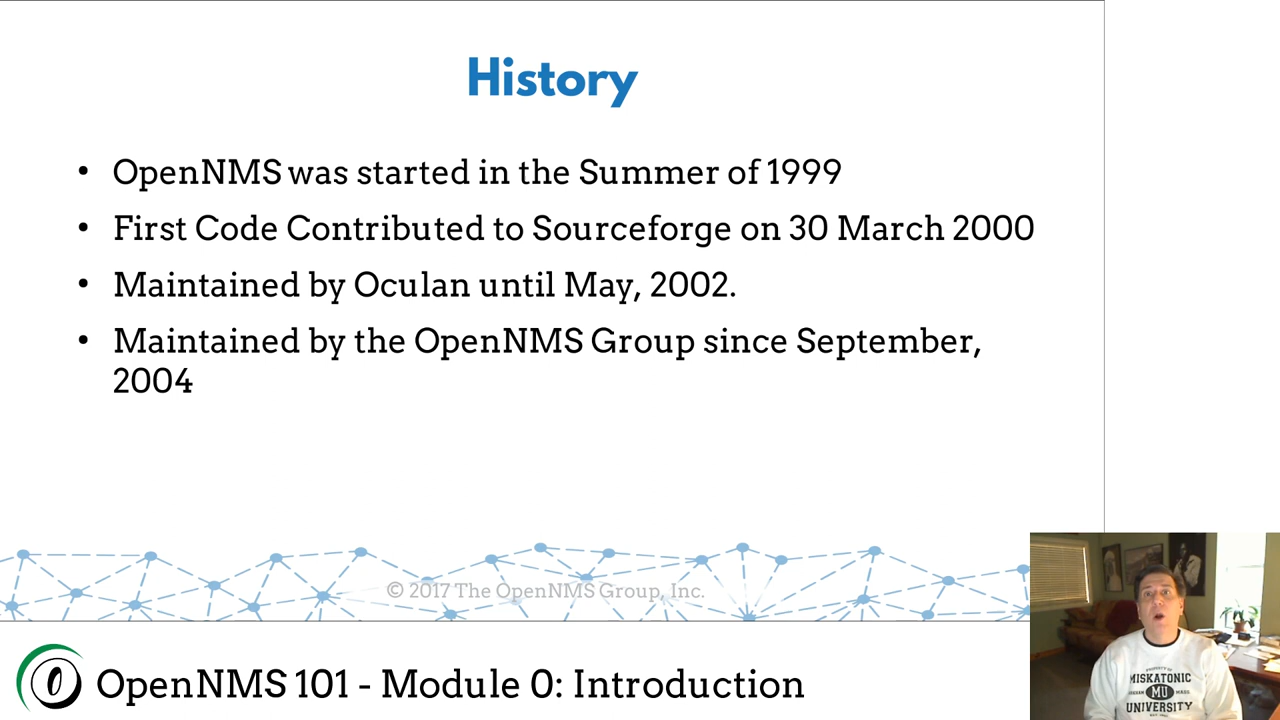 History
• OpenNMS was started in the Summer of 1999
• First Code Contributed to Sourceforge on 30 March 2000
• Maintained by Oculan until May, 2002.
• Maintained by the OpenNMS Group since September,
2004
© 2017 The OpenNMS Group, Inc.
OpenNMS 101 - Module 0: Introduction
PROPERTY OF
MISKATONIC
MU
UNIVERSITY